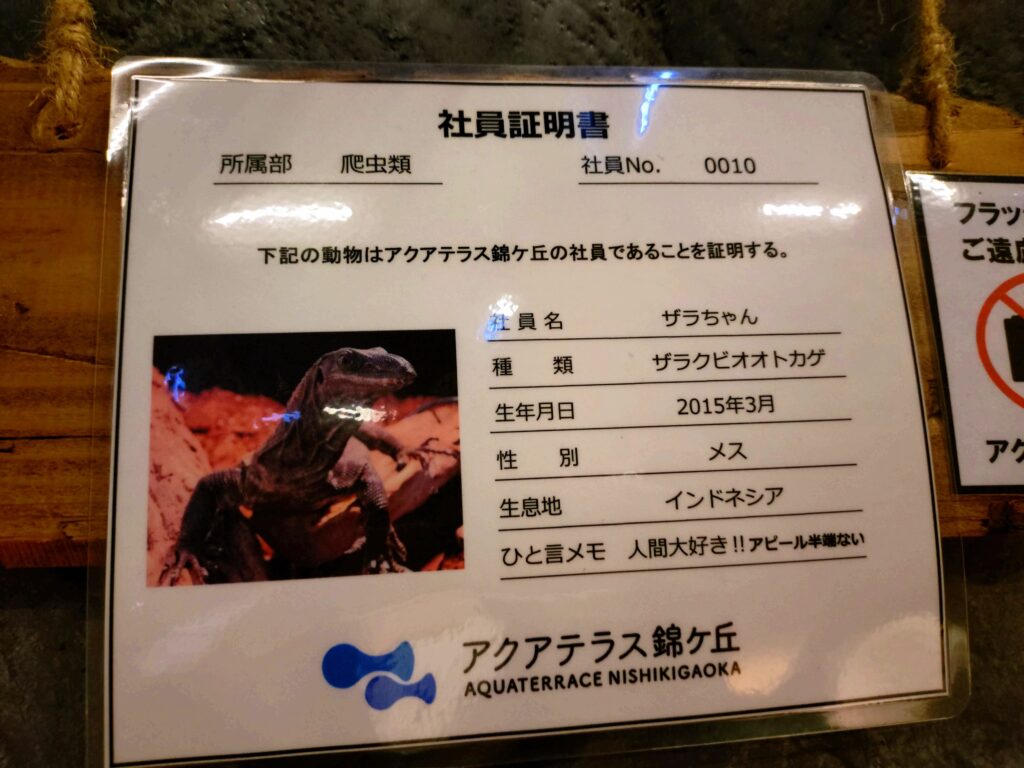 社員証明書
所属部 爬虫類 社員No. 0010
下記の動物はアクアテラス錦ケ丘の社員であることを証明する。
社員名 ザラちゃん
種類 ザラクビオオトカゲ
生年月日 2015年3月
性別 メス
生息地 インドネシア
ひと言メモ 人間大好き!!アピール半端ない
アクアテラス錦ケ丘
AQUATERRACE NISHIKIGAOKA
フラッ
ご遠
アク